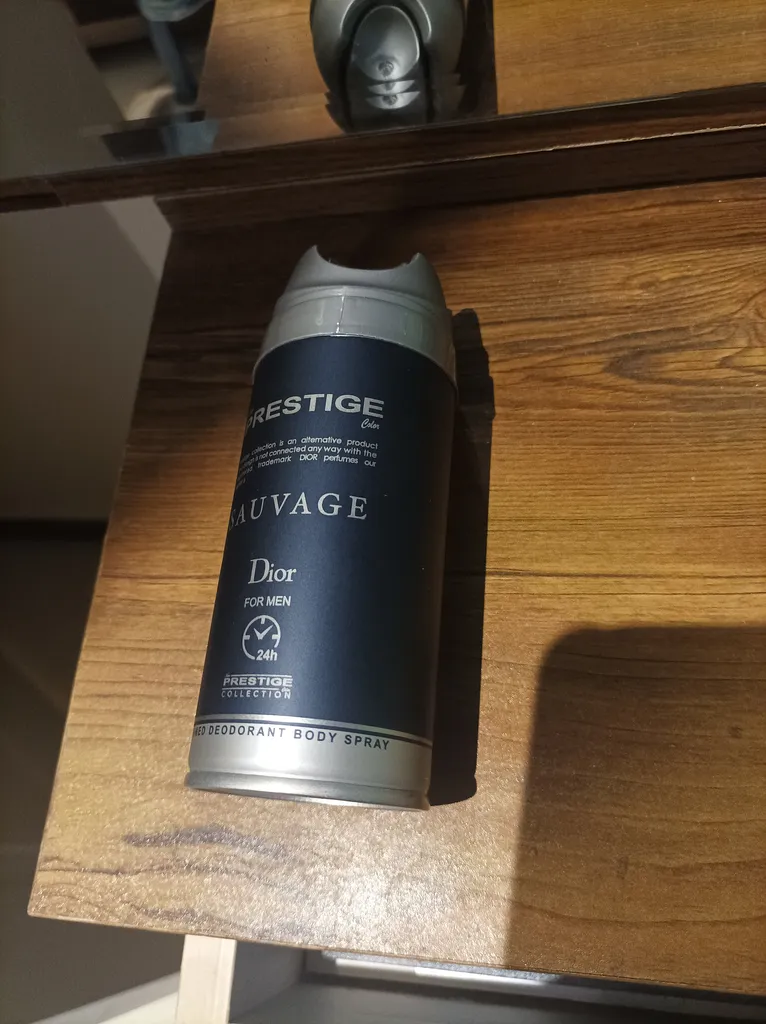 PRESTIGE
Color
collection is an alternative product
is not connected any way with the
trademark DIOR perfumes our
SAUVAGE
Dior
FOR MEN
24h
PRESTIGE
COLLECTION
DEODORANT BODY SPRAY